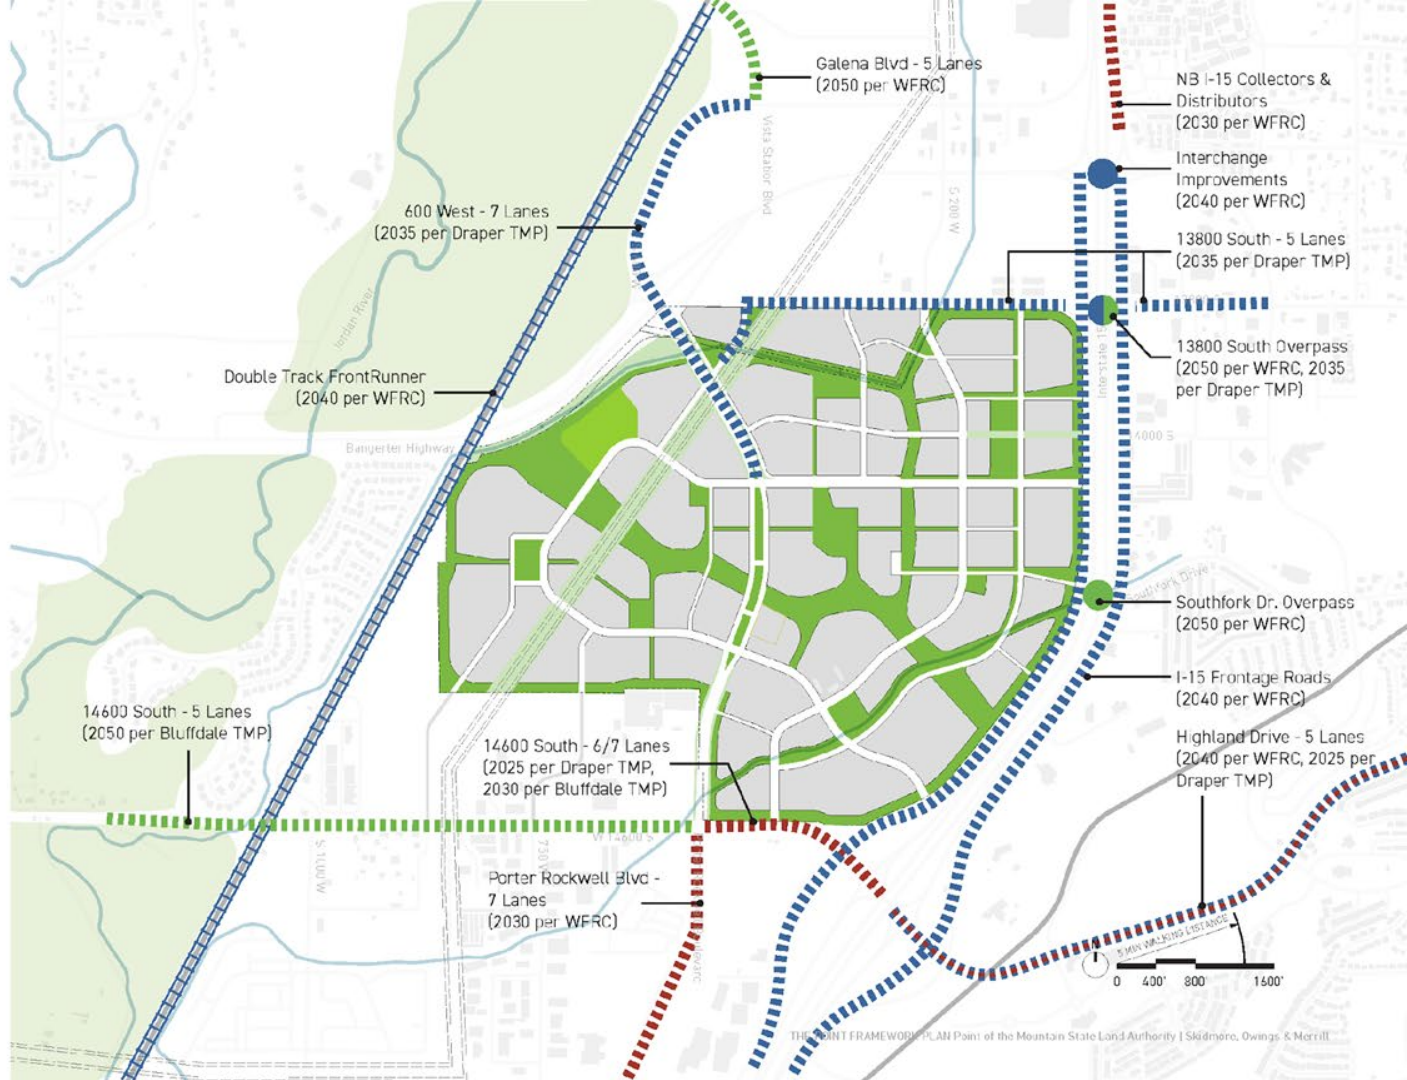 Galena Blvd - 5 Lanes
(2050 per WFRC)
NB I-15 Collectors &
Distributors
(2030 per WFRC)
Interchange
Improvements
(2040 per WFRC)
Vista Station Blvd
S 200 W
600 West - 7 Lanes
(2035 per Draper TMP)
13800 South - 5 Lanes
(2035 per Draper TMP)
Jordan River
Interstate 15
13800 South Overpass
(2050 per WFRC, 2035
per Draper TMP)
Double Track FrontRunner
(2040 per WFRC)
Bangerter Highway
4000 S
Southfork Drive
Southfork Dr. Overpass
(2050 per WFRC)
I-15 Frontage Roads
(2040 per WFRC)
14600 South - 5 Lanes
(2050 per Bluffdale TMP)
14600 South - 6/7 Lanes
(2025 per Draper TMP,
2030 per Bluffdale TMP)
Highland Drive - 5 Lanes
(2040 per WFRC, 2025 per
Draper TMP)
W 14600 S
S 1000 W
Porter Rockwell Blvd -
7 Lanes
(2030 per WFRC)
5 MIN WALKING DISTANCE
N
0 400' 800' 1600'
THE POINT FRAMEWORK PLAN Point of the Mountain State Land Authority | Skidmore, Owings & Merrill